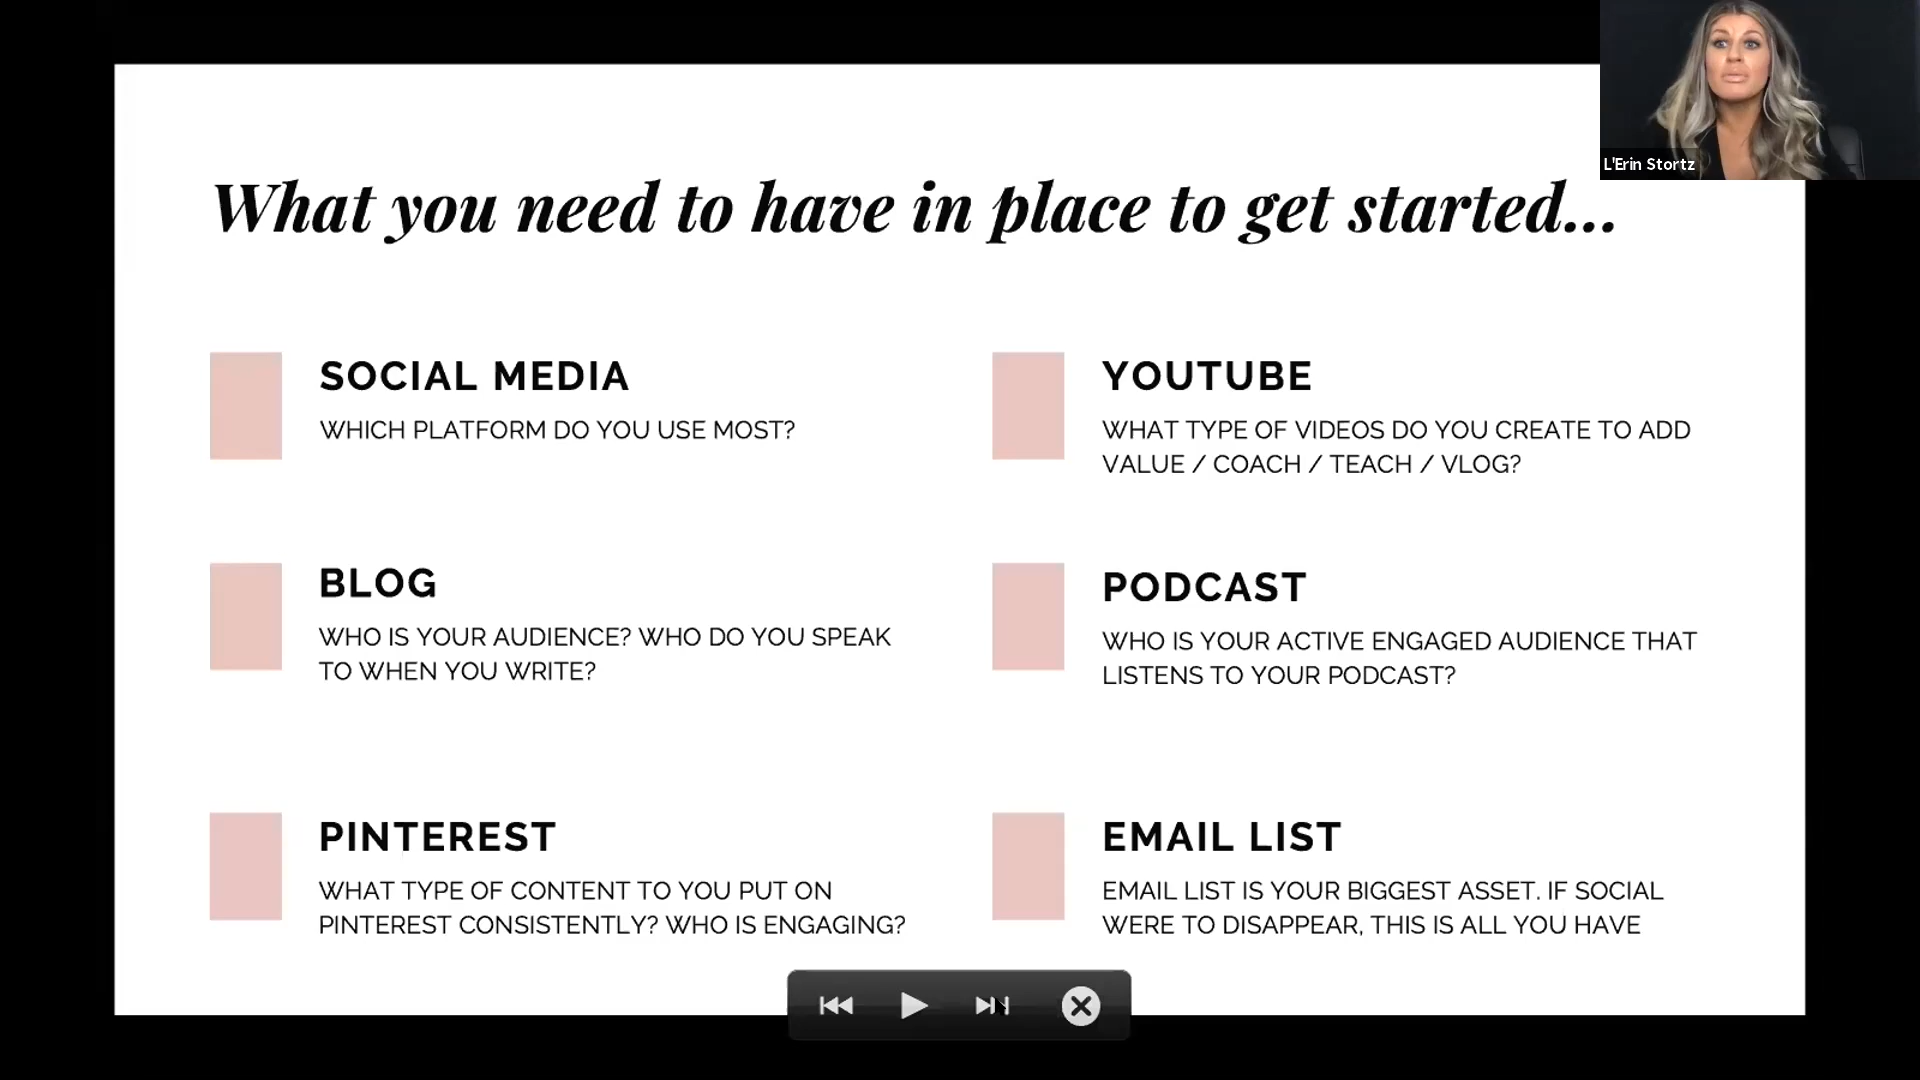 What you need to have in place to get started...
L'Erin Stortz
SOCIAL MEDIA
WHICH PLATFORM DO YOU USE MOST?
YOUTUBE
WHAT TYPE OF VIDEOS DO YOU CREATE TO ADD
VALUE / COACH / TEACH / VLOG?
BLOG
WHO IS YOUR AUDIENCE? WHO DO YOU SPEAK
TO WHEN YOU WRITE?
PODCAST
WHO IS YOUR ACTIVE ENGAGED AUDIENCE THAT
LISTENS TO YOUR PODCAST?
PINTEREST
WHAT TYPE OF CONTENT TO YOU PUT ON
PINTEREST CONSISTENTLY? WHO IS ENGAGING?
EMAIL LIST
EMAIL LIST IS YOUR BIGGEST ASSET. IF SOCIAL
WERE TO DISAPPEAR, THIS IS ALL YOU HAVE